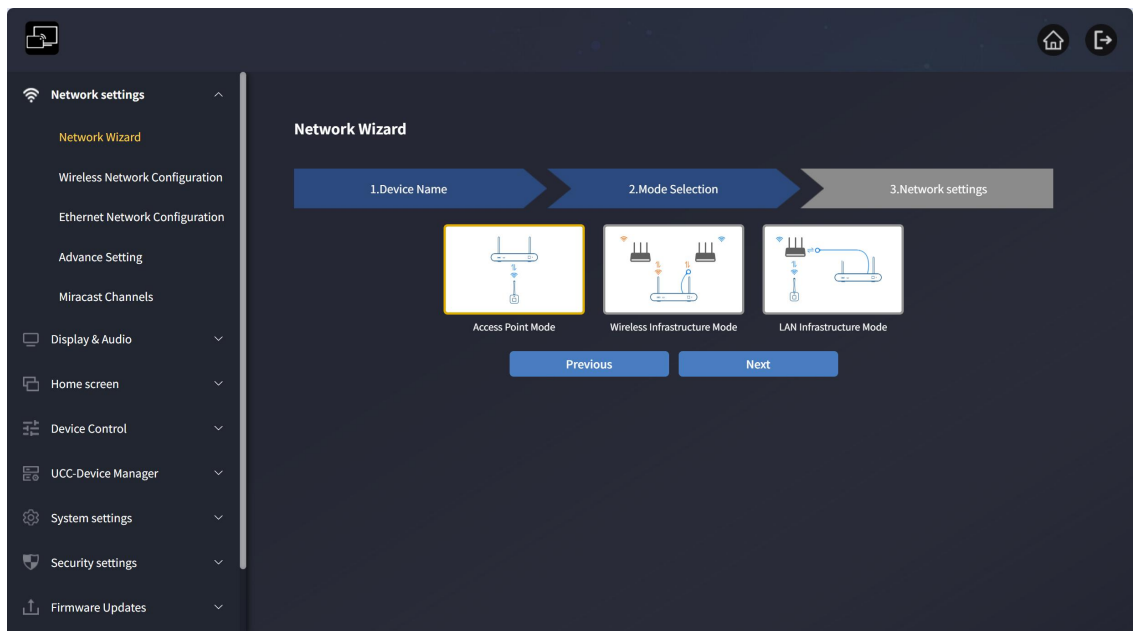 Network settings
Network Wizard
Wireless Network Configuration
Ethernet Network Configuration
Advance Setting
Miracast Channels
Display & Audio
Home screen
Device Control
UCC-Device Manager
System settings
Security settings
Firmware Updates
Network Wizard
1.Device Name
2.Mode Selection
3.Network settings
Access Point Mode
Wireless Infrastructure Mode
LAN Infrastructure Mode
Previous
Next